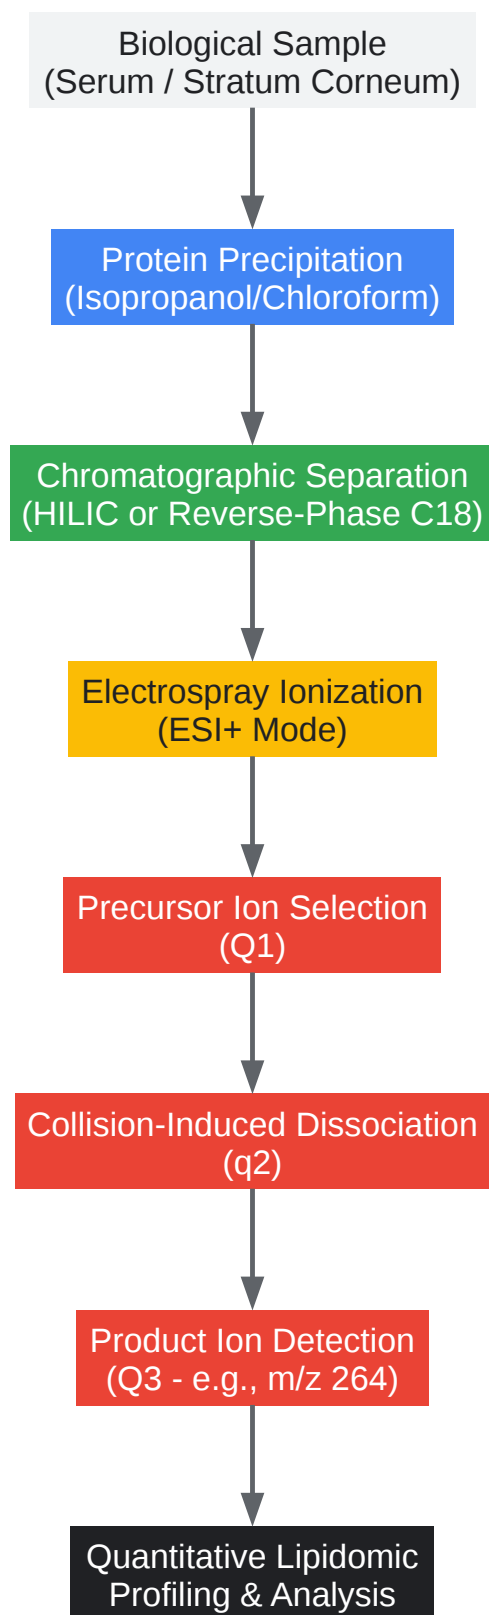 Biological Sample
(Serum / Stratum Corneum)
Protein Precipitation
(Isopropanol/Chloroform)
Chromatographic Separation
(HILIC or Reverse-Phase C18)
Electrospray Ionization
(ESI+ Mode)
Precursor Ion Selection
(Q1)
Collision-Induced Dissociation
(q2)
Product Ion Detection
(Q3 - e.g., m/z 264)
Quantitative Lipidomic
Profiling & Analysis